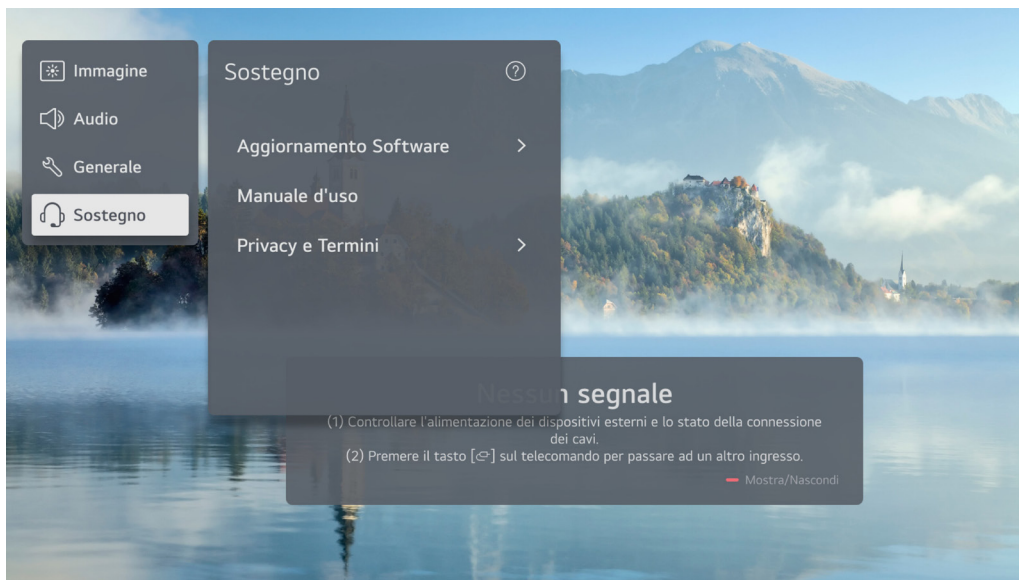 Immagine
Audio
Generale
Sostegno
Sostegno
?
Aggiornamento Software
Manuale d'uso
Privacy e Termini
Nessun segnale
(1) Controllare l'alimentazione dei dispositivi esterni e lo stato della connessione
dei cavi.
(2) Premere il tasto [] sul telecomando per passare ad un altro ingresso.
Mostra/Nascondi